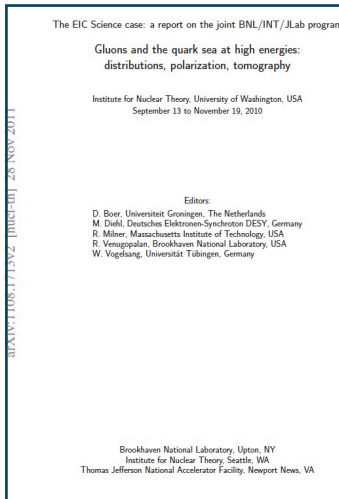 The EIC Science case: a report on the joint BNL/INT/JLab program
Gluons and the quark sea at high energies:
distributions, polarization, tomography
Institute for Nuclear Theory, University of Washington, USA
September 13 to November 19, 2010
Editors:
D. Boer, Universiteit Groningen, The Netherlands
M. Diehl, Deutsches Elektronen-Synchroton DESY, Germany
R. Milner, Massachusetts Institute of Technology, USA
R. Venugopalan, Brookhaven National Laboratory, USA
W. Vogelsang, Universität Tübingen, Germany
arXiv:1108.1713v2 [nucl-th] 28 Nov 2011
Brookhaven National Laboratory, Upton, NY
Institute for Nuclear Theory, Seattle, WA
Thomas Jefferson National Accelerator Facility, Newport News, VA